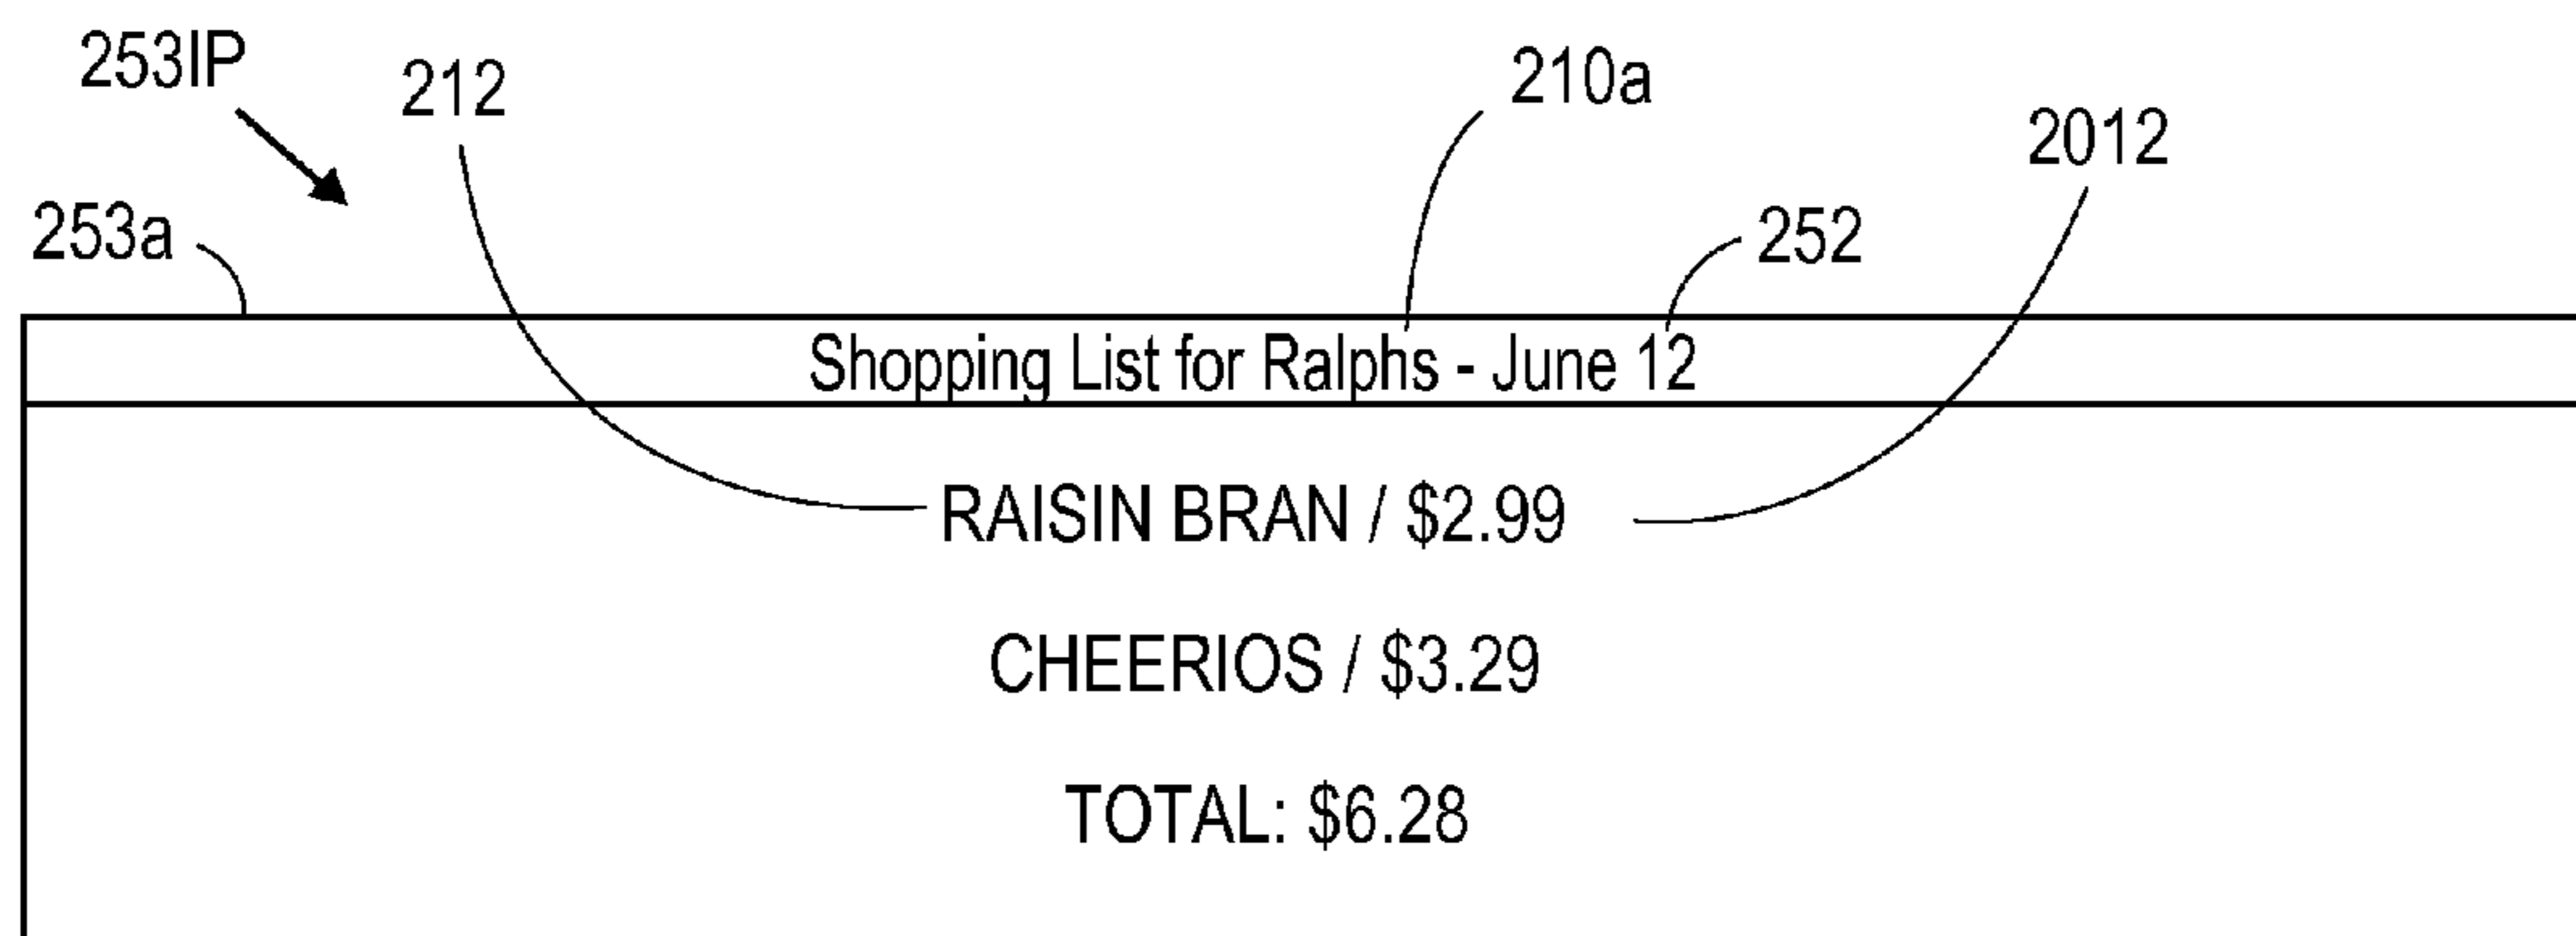 253IP
212
210a
2012
253a
252
Shopping List for Ralphs - June 12
RAISIN BRAN / $2.99
CHEERIOS / $3.29
TOTAL: $6.28